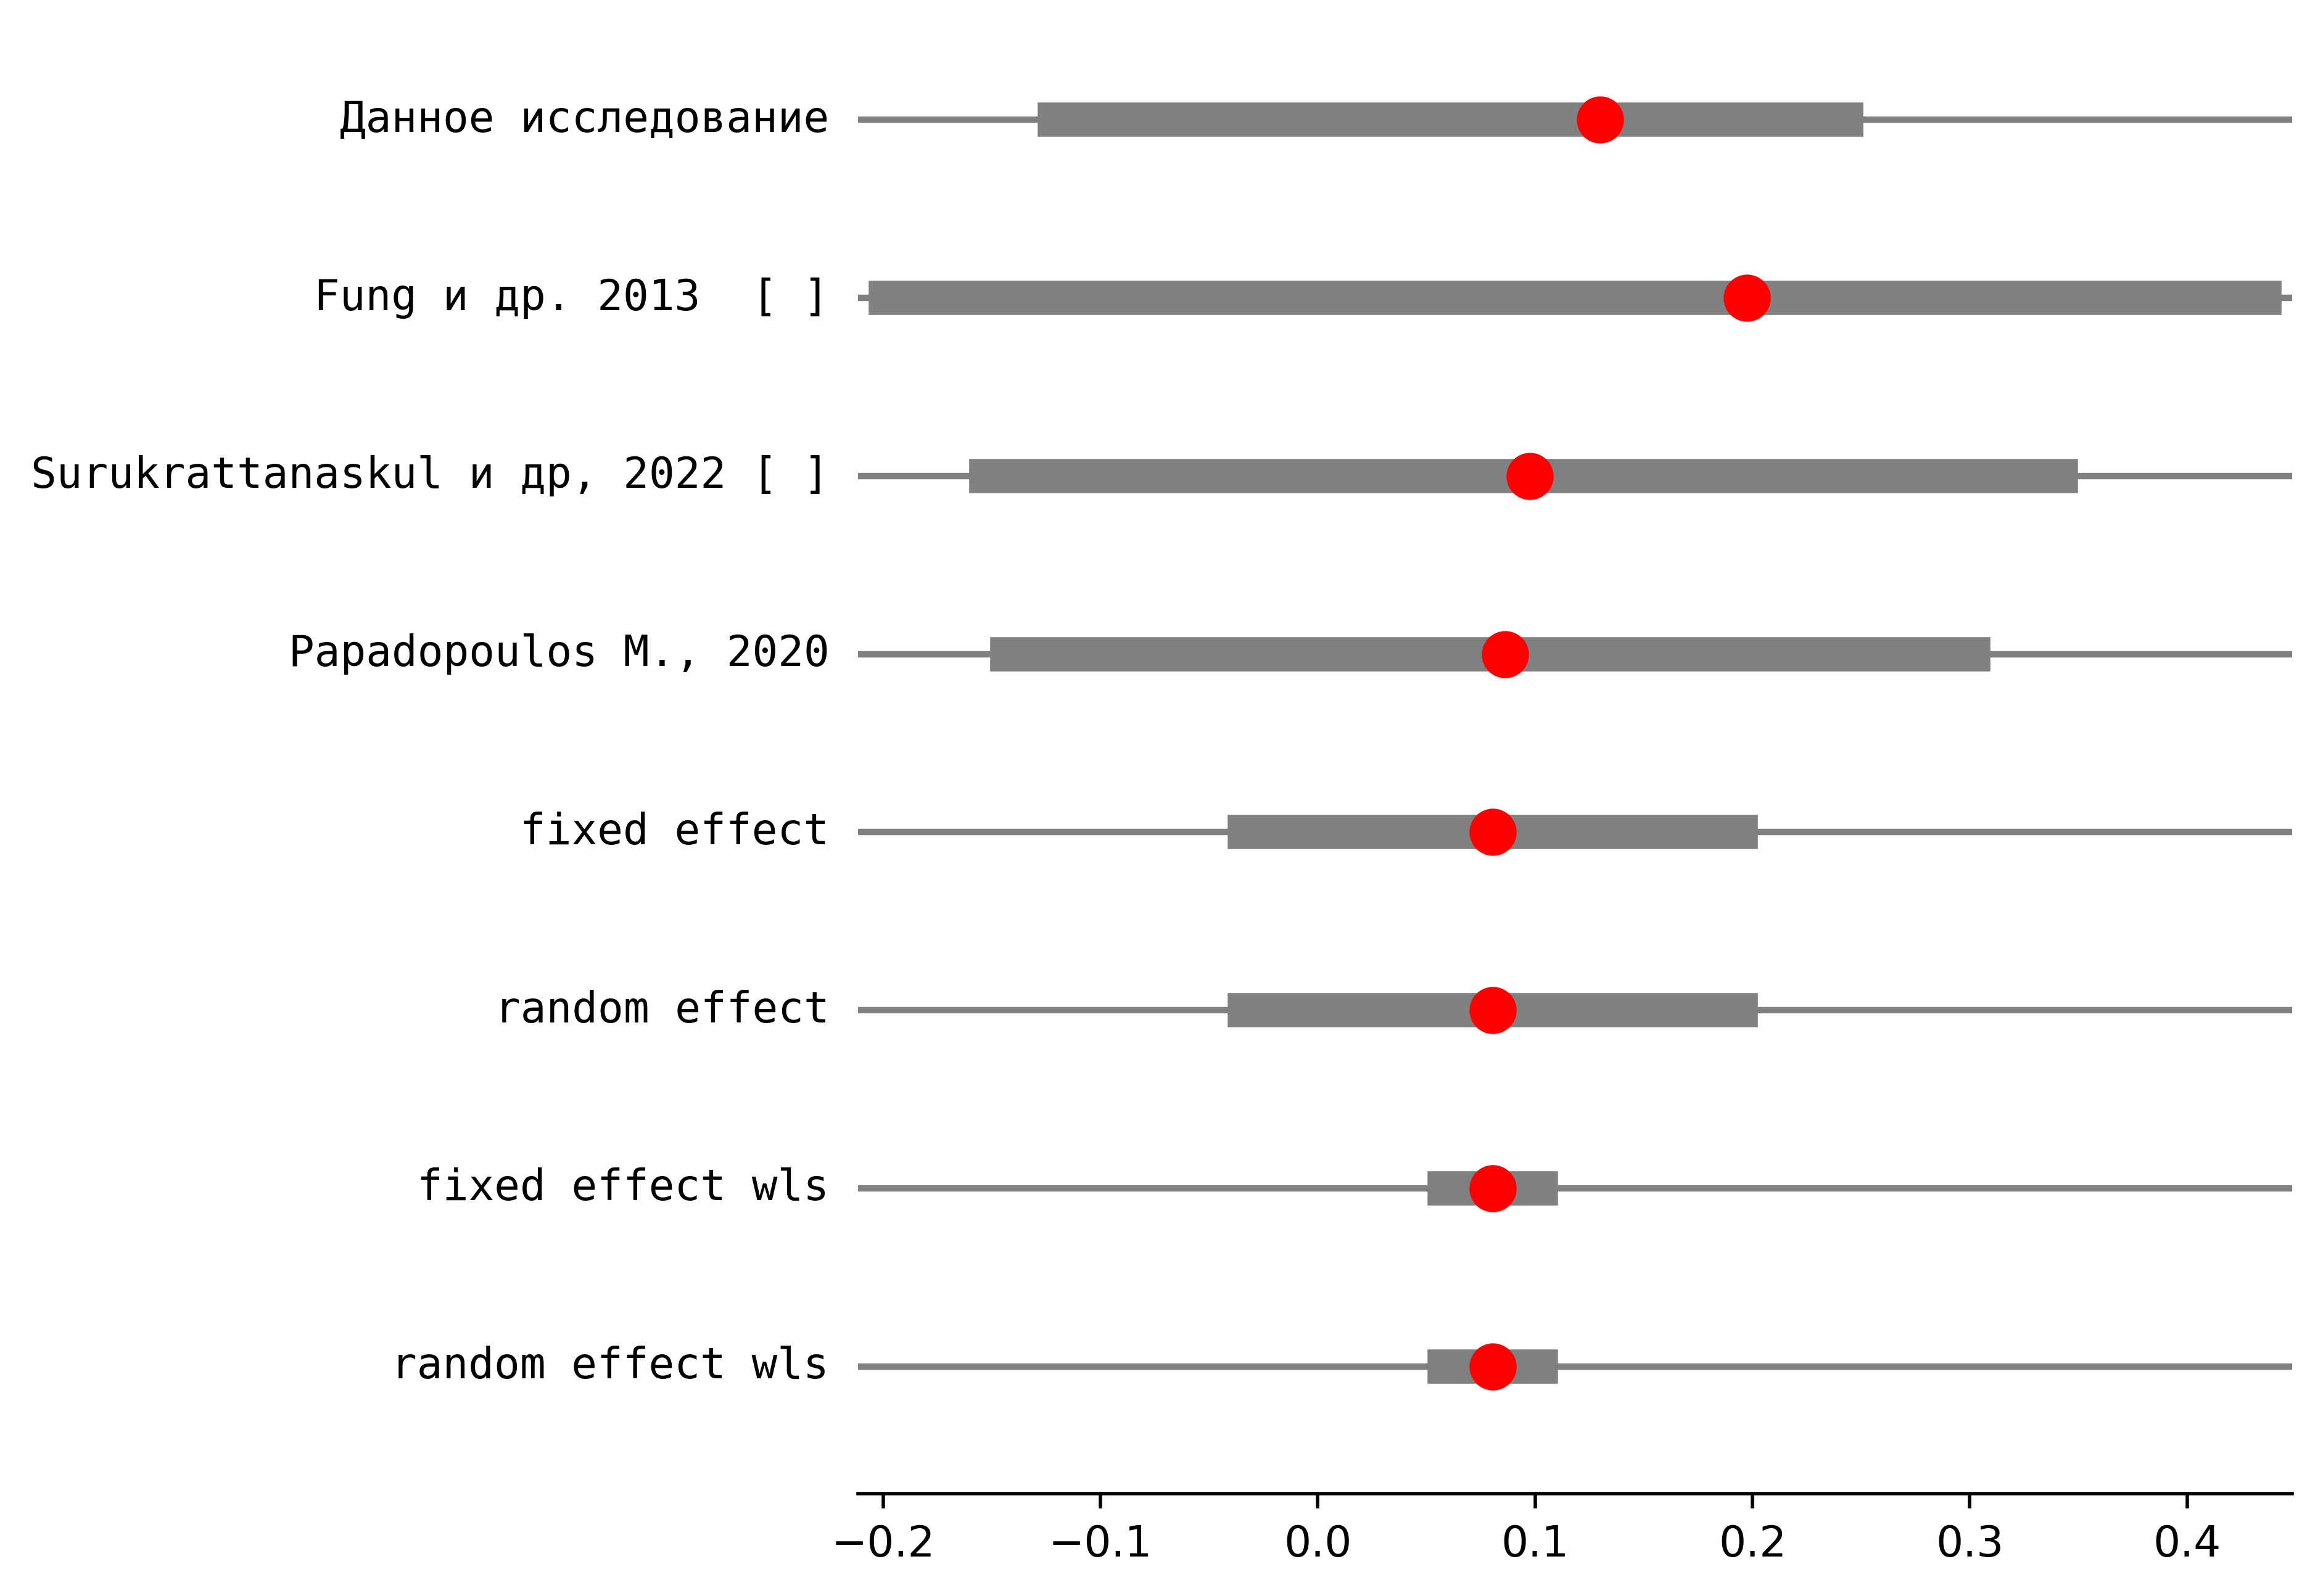 Данное исследование
Fung и др. 2013  [ ]
Surukrattanaskul и др, 2022 [ ]
Papadopoulos M., 2020
fixed effect
random effect
fixed effect wls
random effect wls
−0.2 −0.1 0.0 0.1 0.2 0.3 0.4